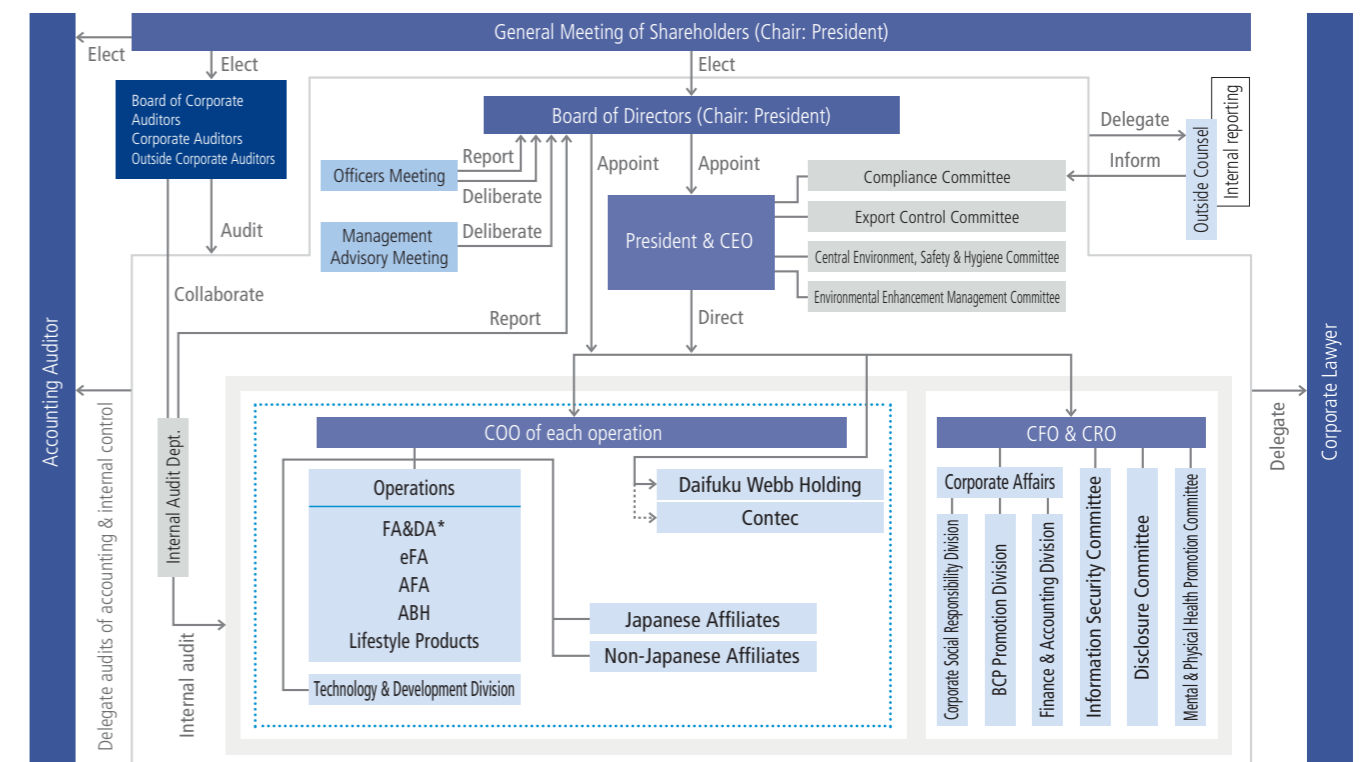 General Meeting of Shareholders (Chair: President)
Elect
Elect
Elect
Board of Corporate
Auditors
Corporate Auditors
Outside Corporate Auditors
Board of Directors (Chair: President)
Officers Meeting
Report
Deliberate
Management
Advisory Meeting
Deliberate
Appoint
Appoint
President & CEO
Compliance Committee
Export Control Committee
Central Environment, Safety & Hygiene Committee
Environmental Enhancement Management Committee
Delegate
Inform
Outside Counsel
Internal reporting
Audit
Collaborate
Report
Direct
Accounting Auditor
Delegate audits of accounting & internal control
Internal Audit Dept.
Internal audit
COO of each operation
Operations
FA&DA*
eFA
AFA
ABH
Lifestyle Products
Technology & Development Division
Daifuku Webb Holding
Contec
Japanese Affiliates
Non-Japanese Affiliates
CFO & CRO
Corporate Affairs
Corporate Social Responsibility Division
BCP Promotion Division
Finance & Accounting Division
Information Security Committee
Disclosure Committee
Mental & Physical Health Promotion Committee
Delegate
Corporate Lawyer